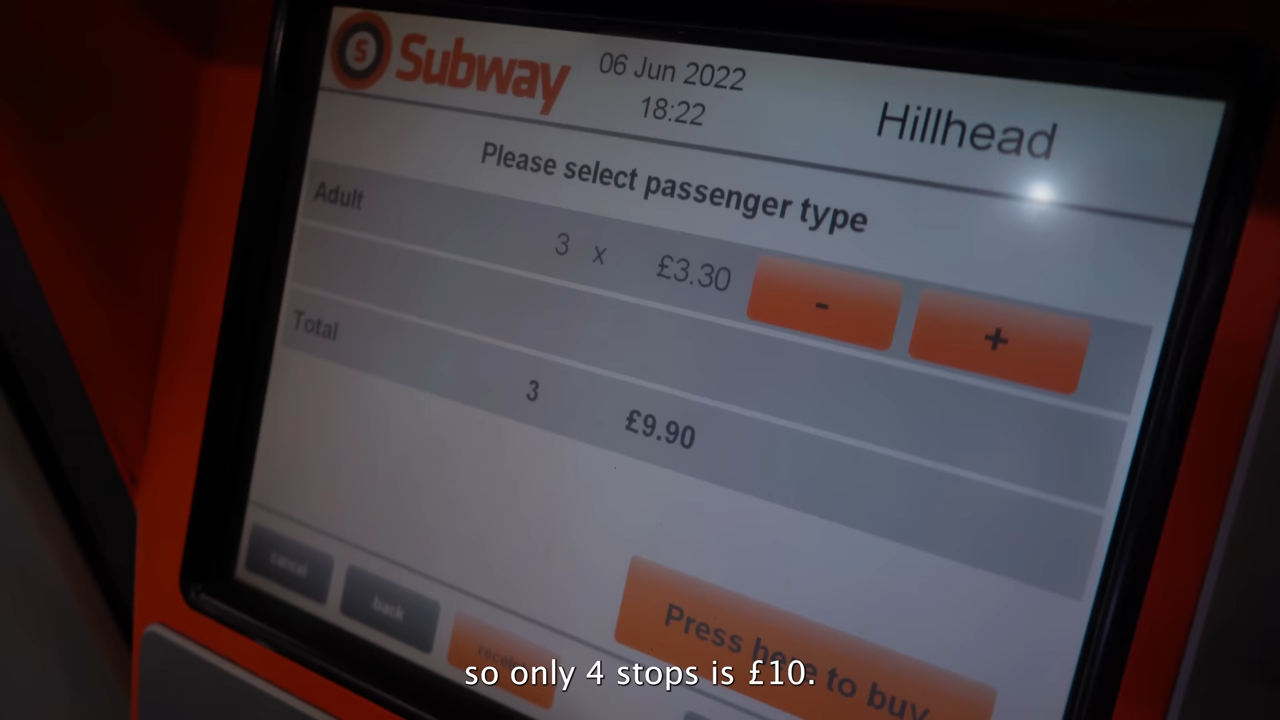 S Subway
06 Jun 2022
18:22
Hillhead
Please select passenger type
Adult
3 x £3.30
-
+
Total
3 £9.90
cancel
back
Press here to buy
so only 4 stops is £10.